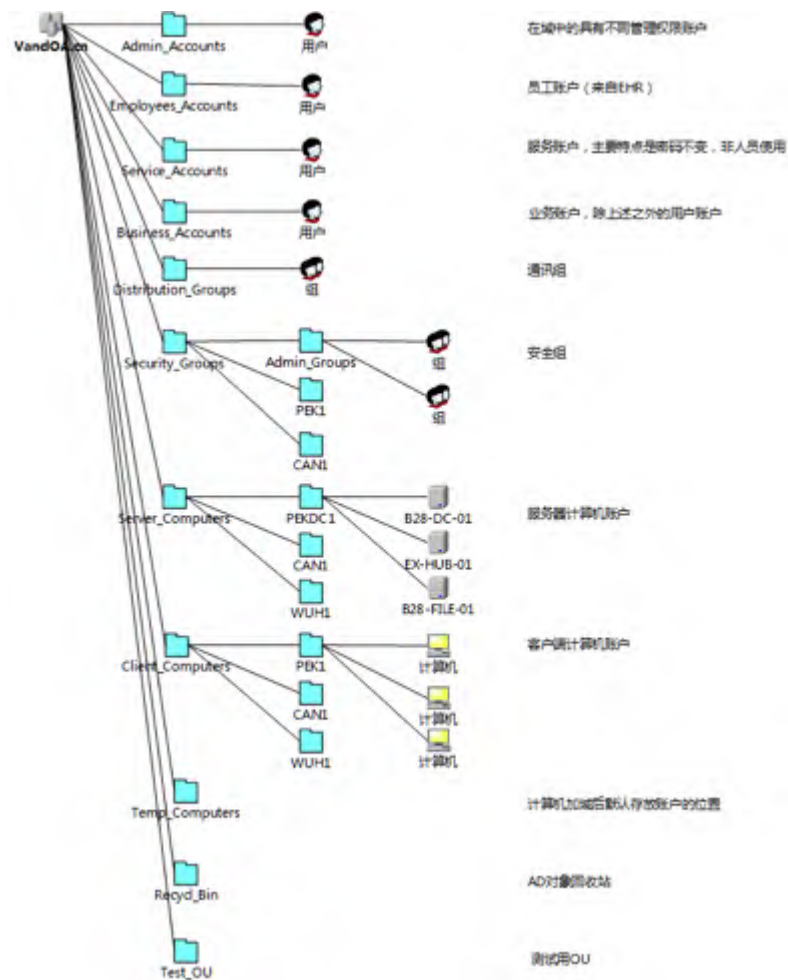 VandOA.cn
Admin_Accounts
用户
在域中的具有不同管理权限账户
Employees_Accounts
用户
员工账户（来自EHR）
Service_Accounts
用户
服务账户，主要特点是密码不变，非人员使用
Business_Accounts
用户
业务账户，除上述之外的用户账户
Distribution_Groups
组
通讯组
Security_Groups
Admin_Groups
组
安全组
PEK1
组
CAN1
Server_Computers
PEKDC1
B28-DC-01
服务器计算机账户
CAN1
EX-HUB-01
WUH1
B28-FILE-01
Client_Computers
PEK1
计算机
客户端计算机账户
CAN1
计算机
WUH1
计算机
Temp_Computers
计算机加域后默认存放账户的位置
Recycl_Bin
AD对象回收站
Test_OU
测试用OU